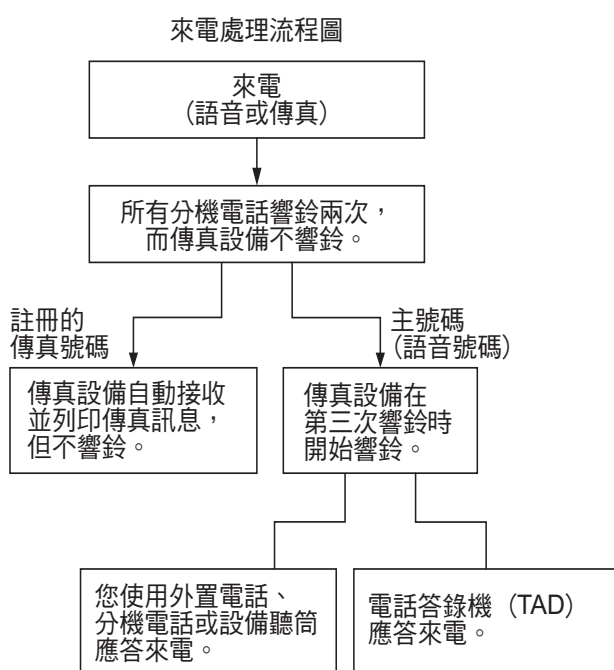 來電處理流程圖
來電
(語音或傳真)
所有分機電話響鈴兩次，
而傳真設備不響鈴。
註冊的
傳真號碼
主號碼
(語音號碼)
傳真設備自動接收
並列印傳真訊息，
但不響鈴。
傳真設備在
第三次響鈴時
開始響鈴。
您使用外置電話、
分機電話或設備聽筒
應答來電。
電話答錄機（TAD）
應答來電。